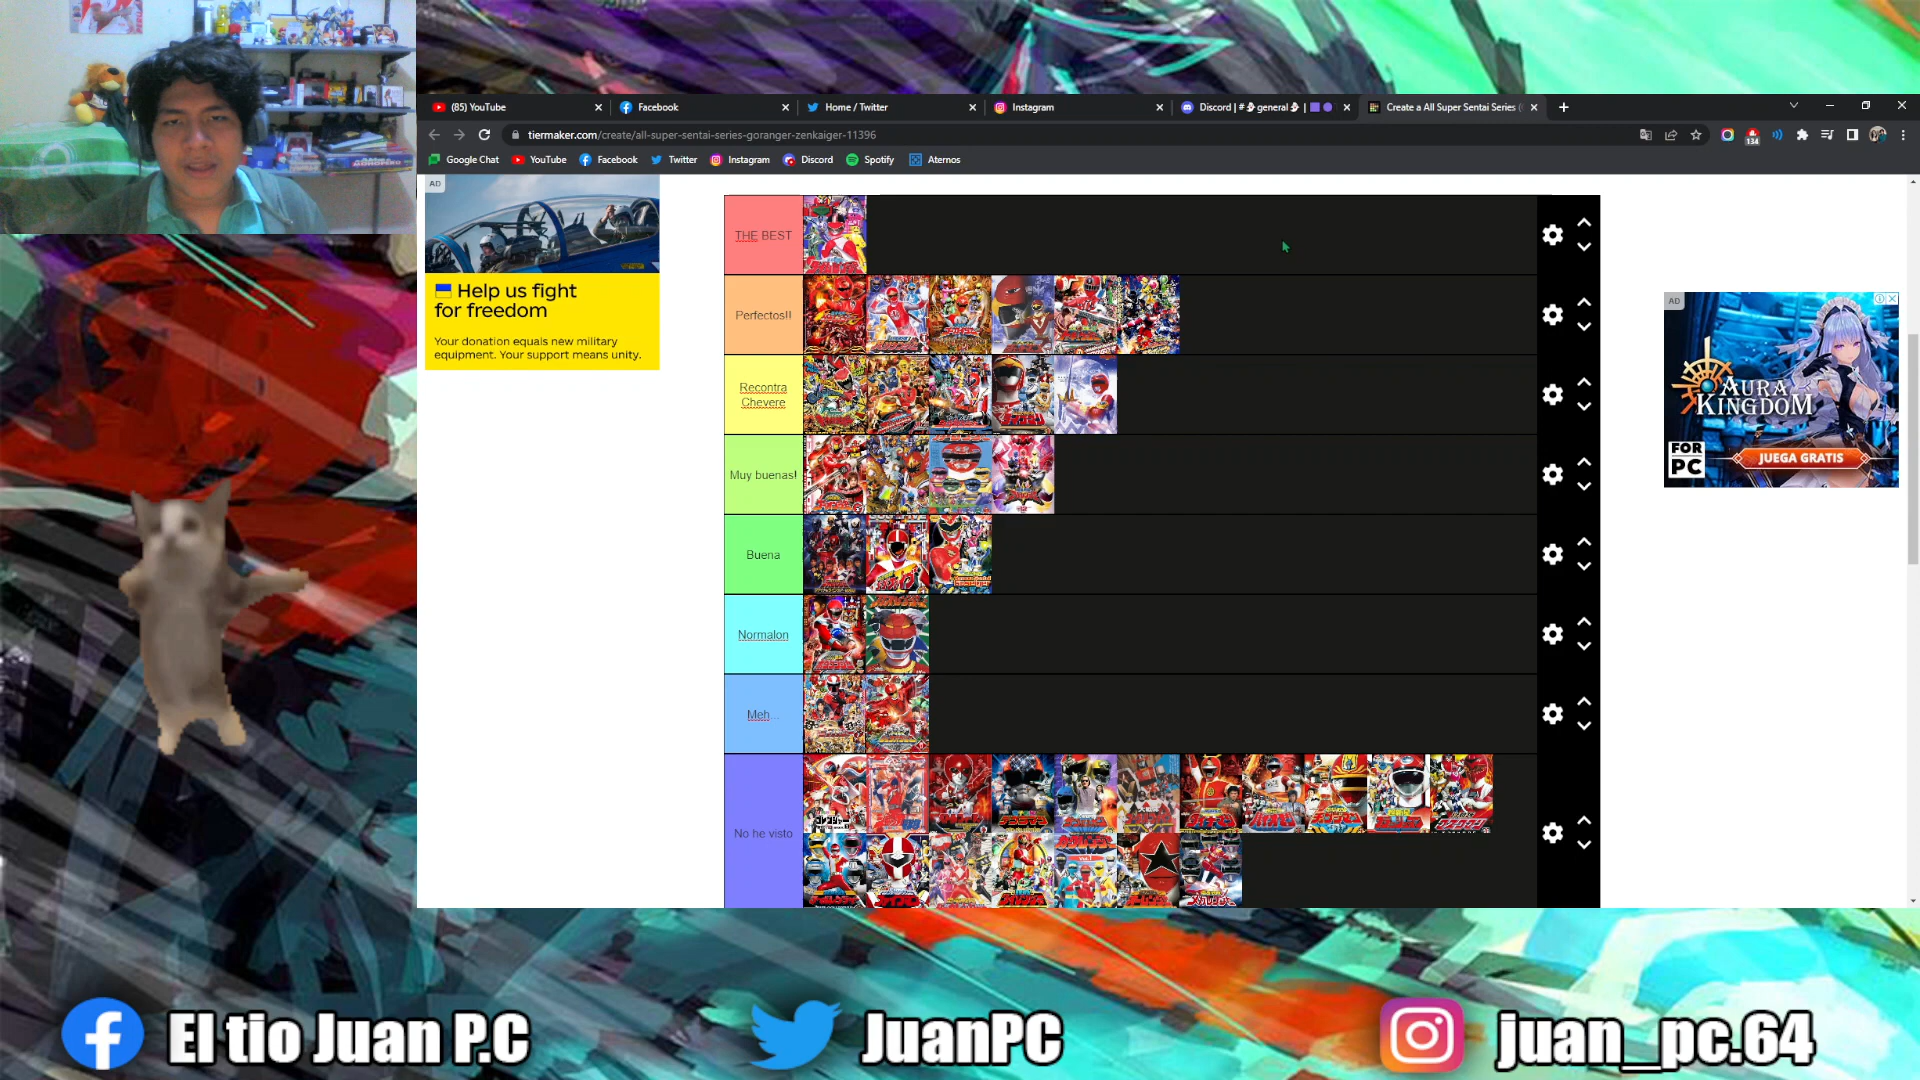 (85) YouTube
Facebook
Home / Twitter
Instagram
Discord | #
general
Create a All Super Sentai Series (
tiermaker.com/create/all-super-sentai-series-goranger-zenkaiger-11396
134
Google Chat
YouTube
Facebook
Twitter
Instagram
Discord
Spotify
Aternos
AD
Help us fight
for freedom
Your donation equals new military
equipment. Your support means unity.
THE BEST
Perfectos!!
Recontra
Chevere
Muy buenas!
Buena
Normalon
Meh...
No he visto
AD
AURA
KINGDOM
FOR
PC
JUEGA GRATIS
El tio Juan P.C
JuanPC
juan_pc.64